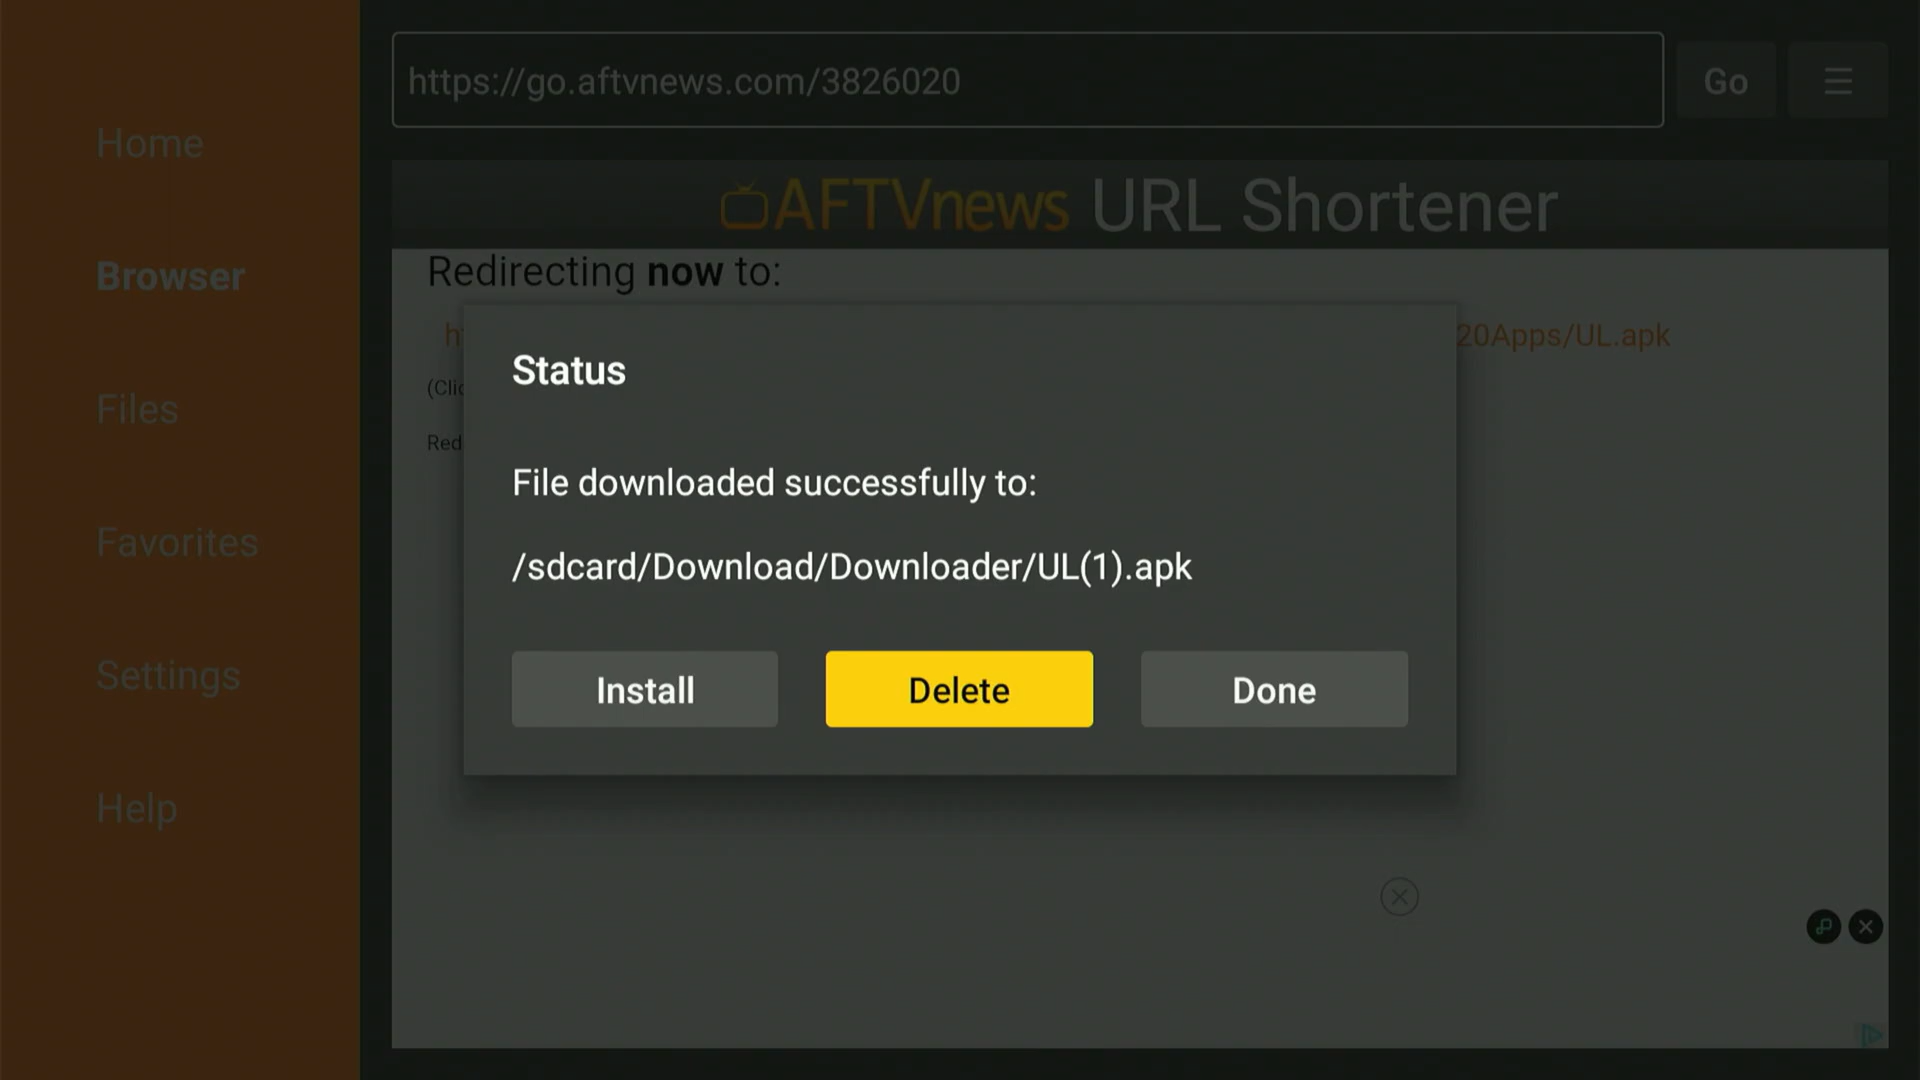 https://go.aftvnews.com/3826020
Go
Home
Browser
Files
Favorites
Settings
Help
AFTVnews URL Shortener
Redirecting now to:
20Apps/UL.apk
Status
File downloaded successfully to:
/sdcard/Download/Downloader/UL(1).apk
Install
Delete
Done